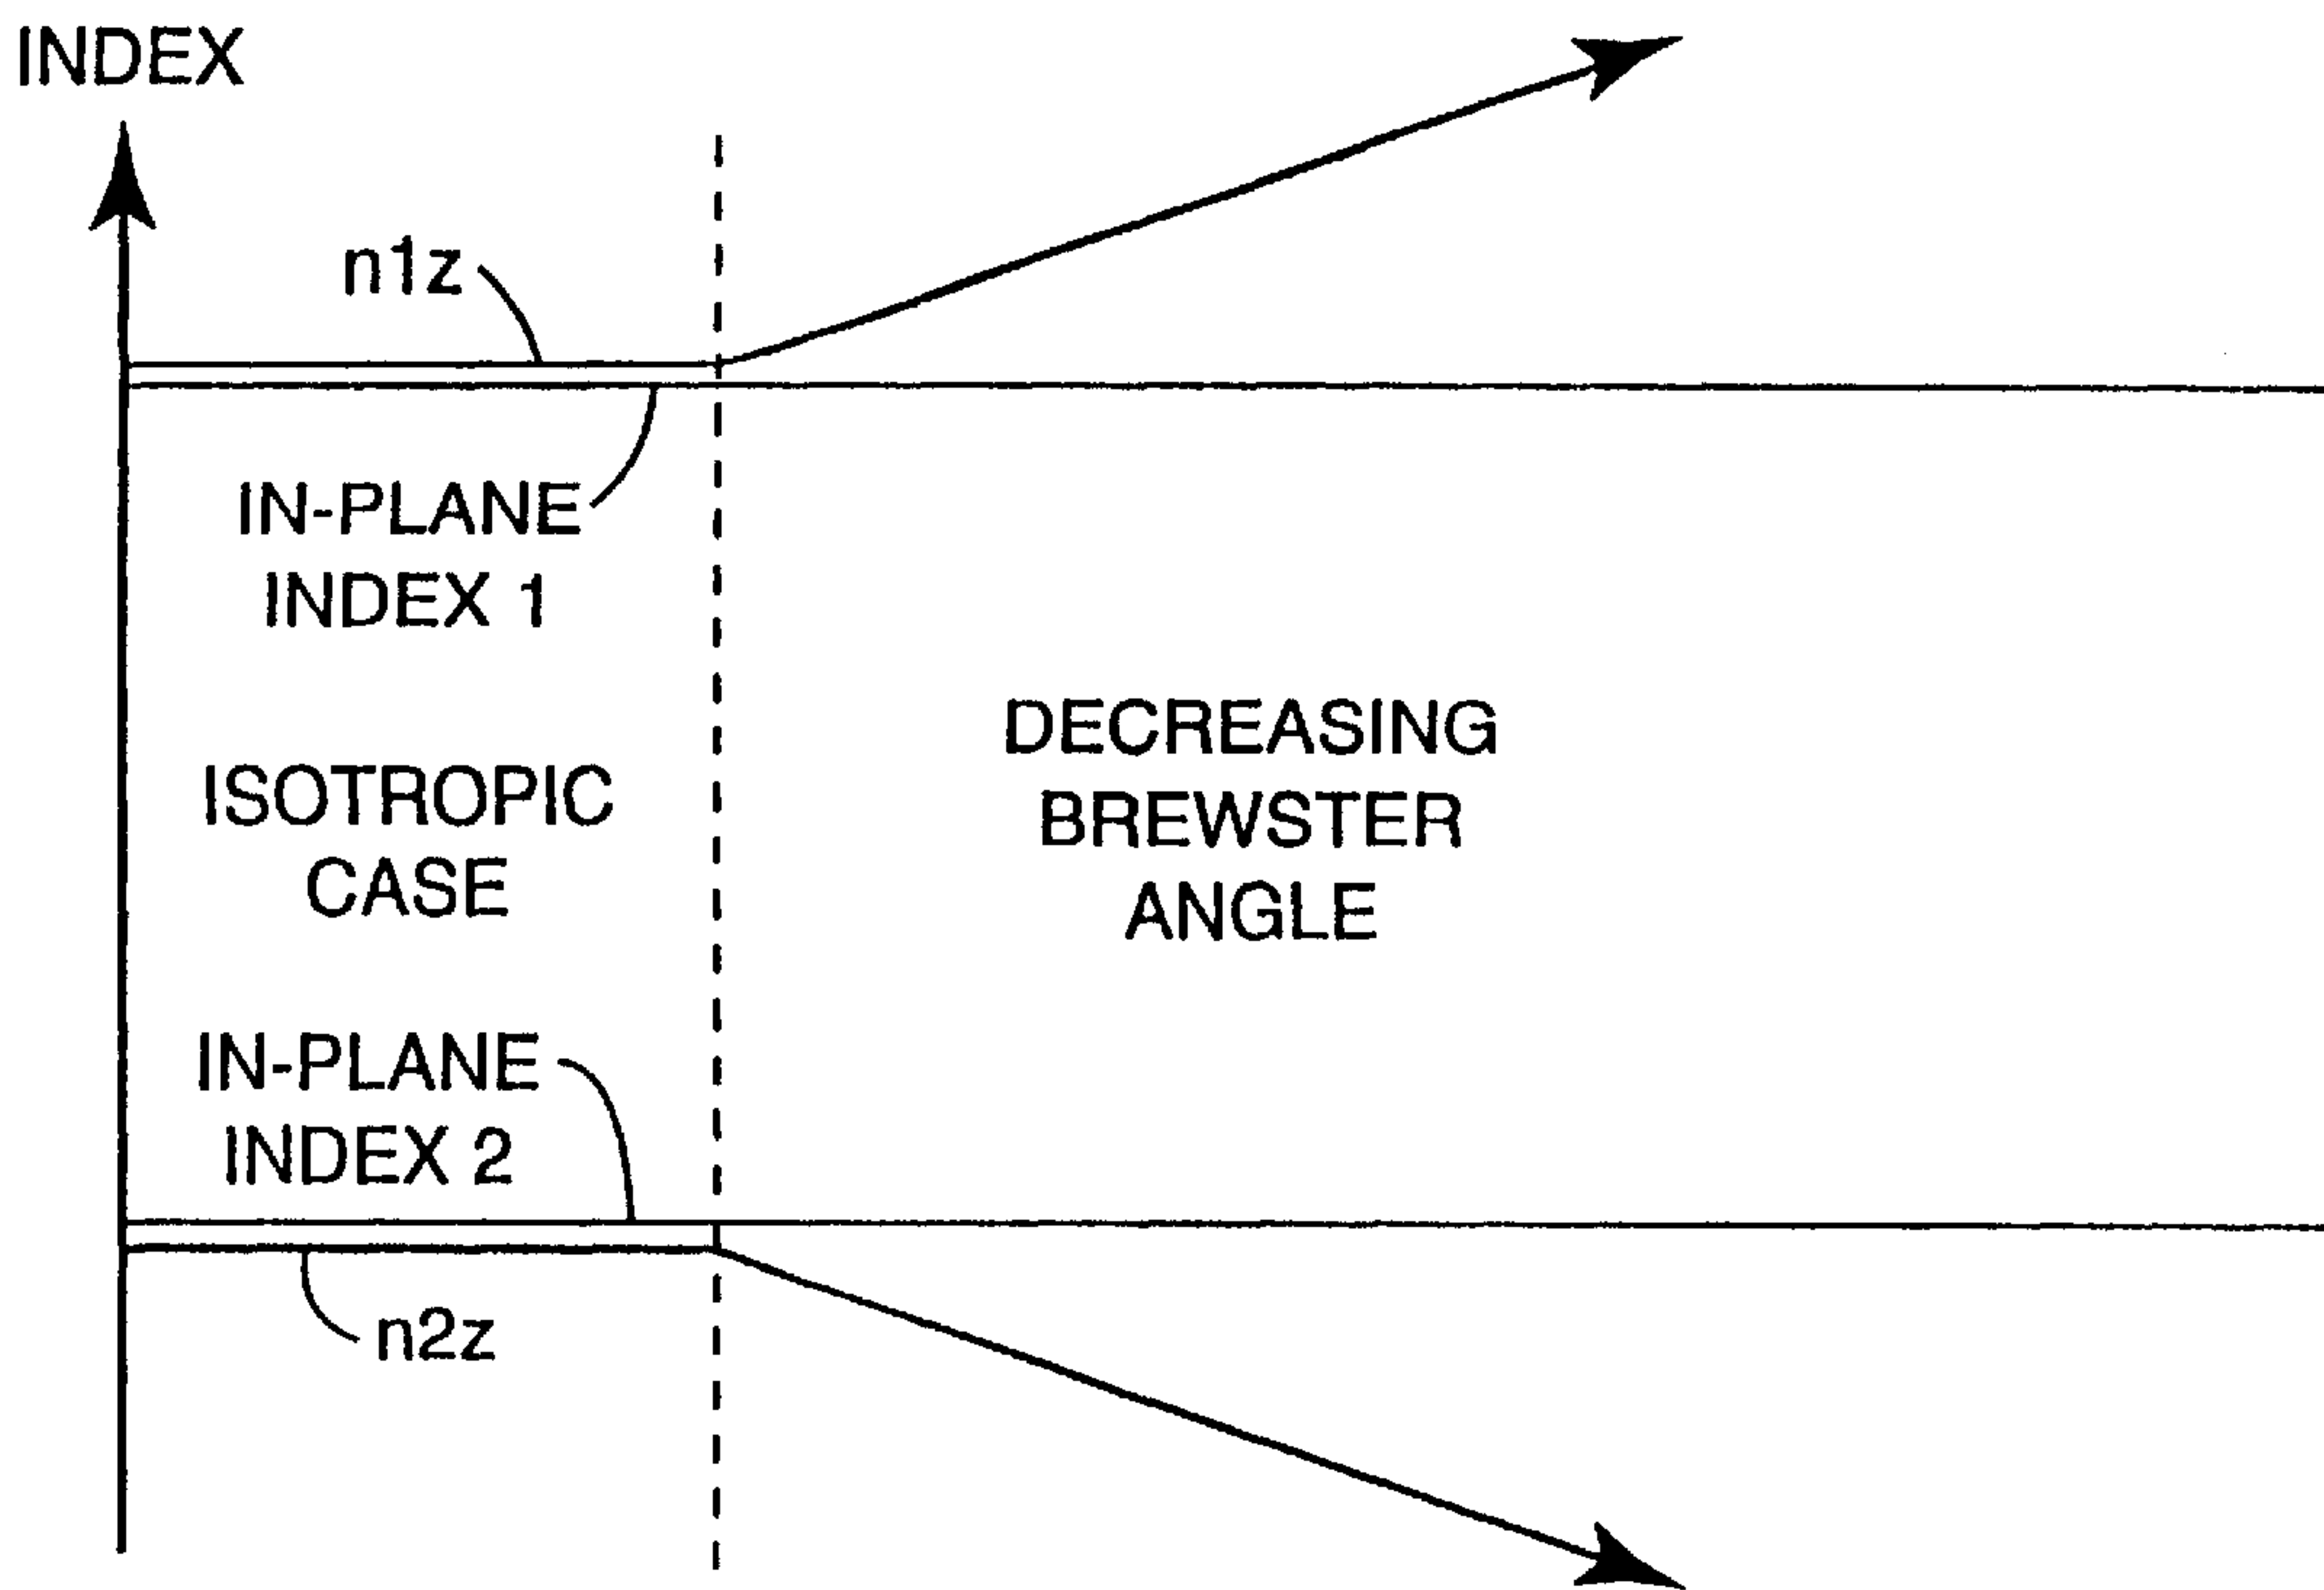 INDEX
n1z
IN-PLANE
INDEX 1
ISOTROPIC
CASE
DECREASING
BREWSTER
ANGLE
IN-PLANE
INDEX 2
n2z